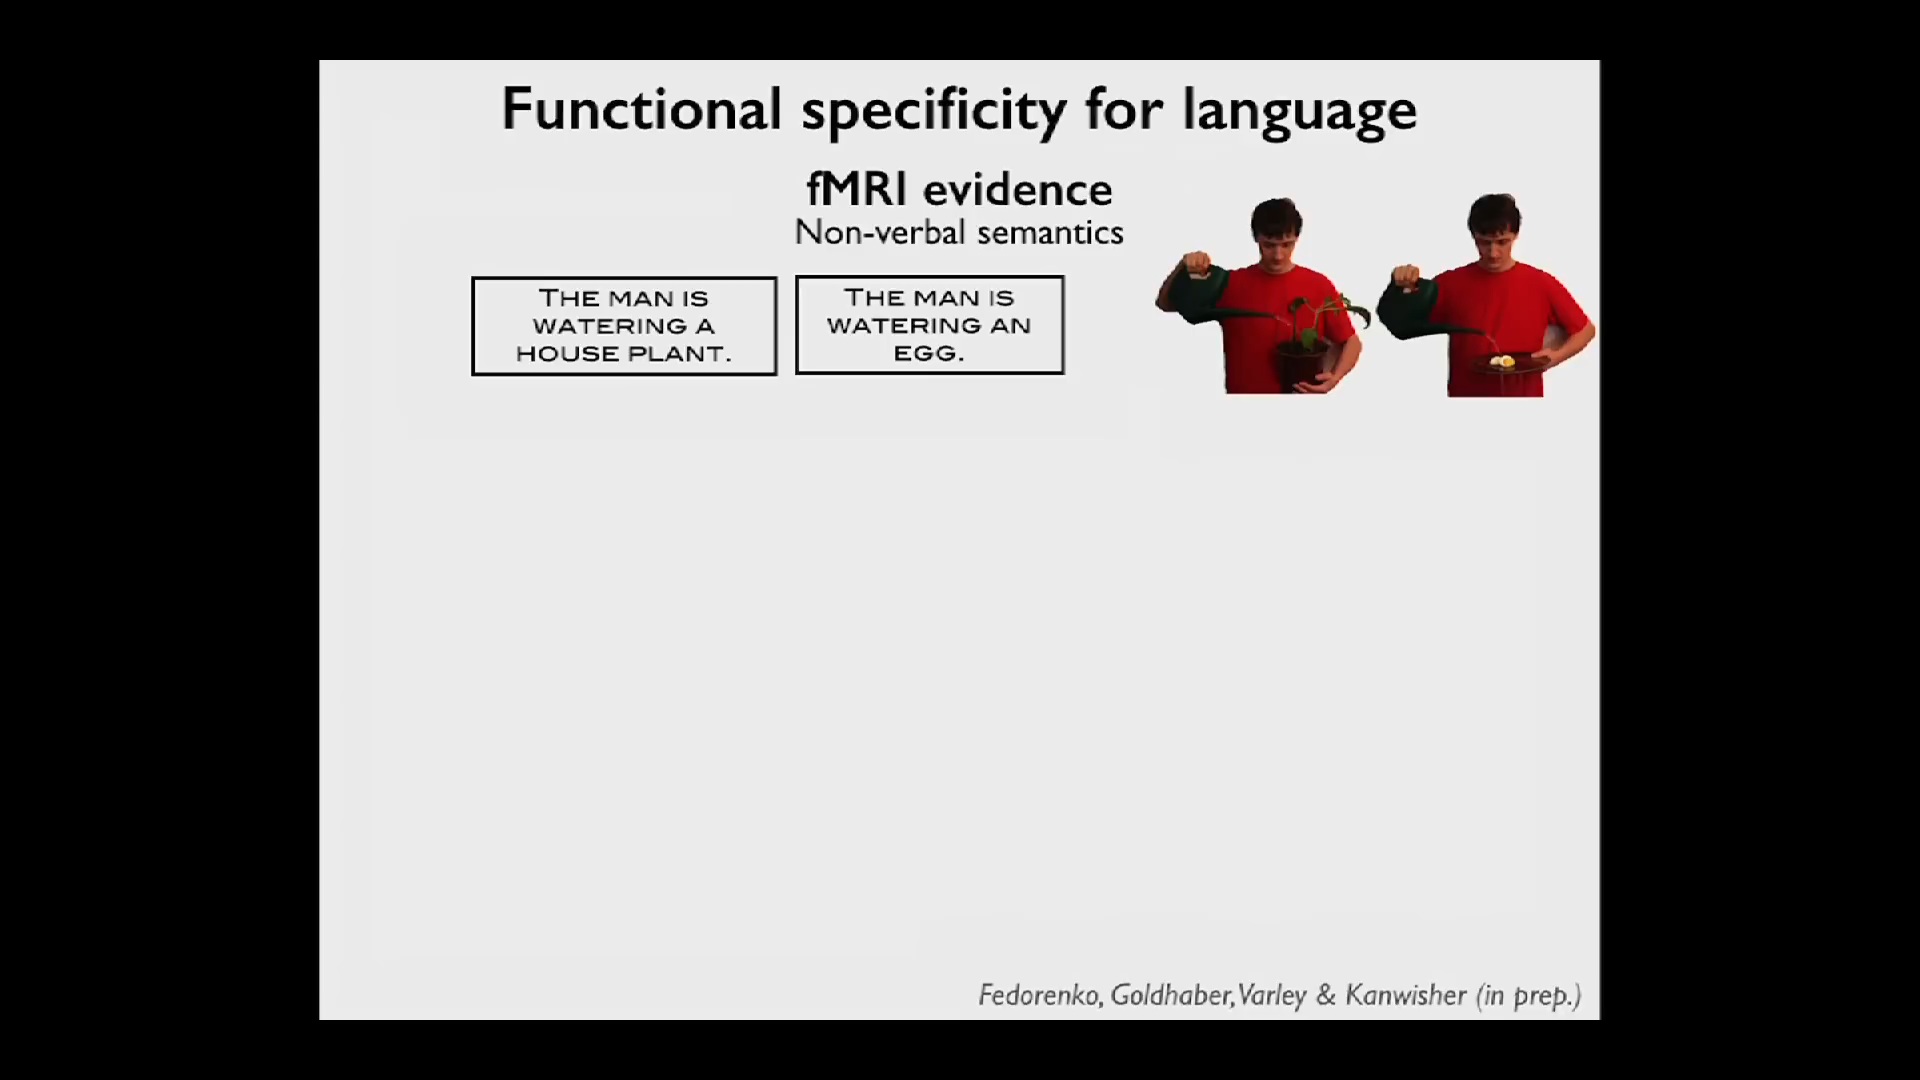 Functional specificity for language
fMRI evidence
Non-verbal semantics
THE MAN IS
WATERING A
HOUSE PLANT.
THE MAN IS
WATERING AN
EGG.
Fedorenko, Goldhaber, Varley & Kanwisher (in prep.)